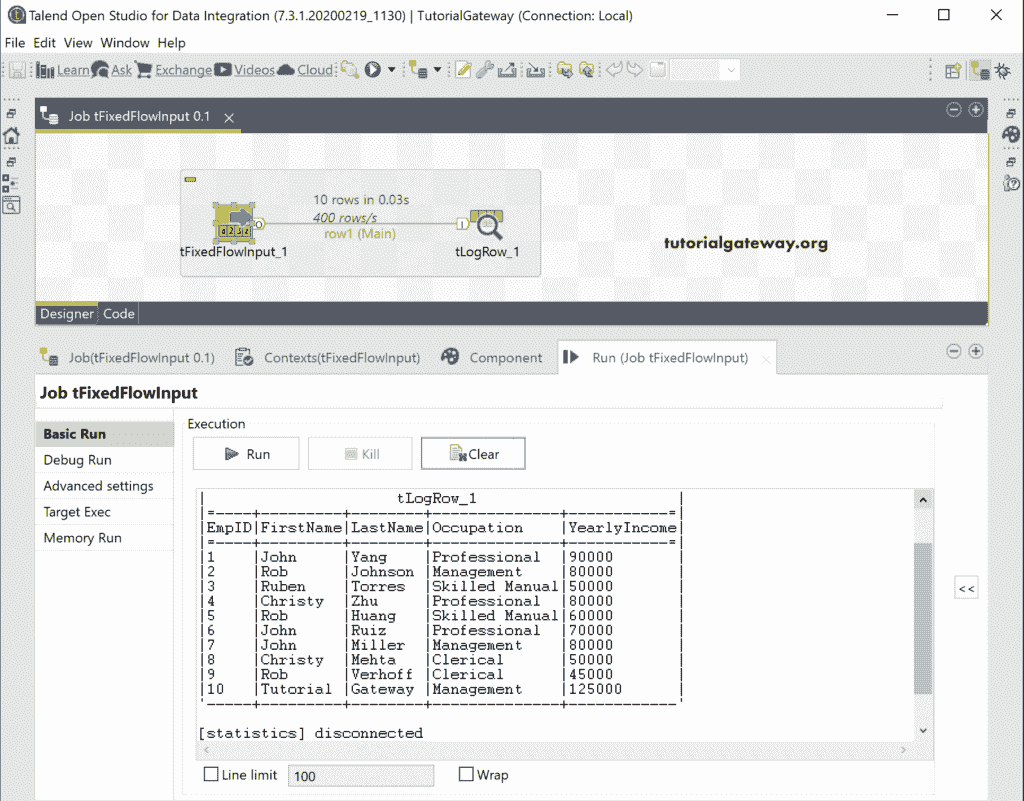 Talend Open Studio for Data Integration (7.3.1.20200219_1130) | TutorialGateway (Connection: Local)
File Edit View Window Help
Learn Ask Exchange Videos Cloud
Job tFixedFlowInput 0.1
10 rows in 0.03s
400 rows/s
row1 (Main)
tFixedFlowInput_1
tLogRow_1
tutorialgateway.org
Designer Code
Job(tFixedFlowInput 0.1) Contexts(tFixedFlowInput) Component Run (Job tFixedFlowInput)
Job tFixedFlowInput
Basic Run
Debug Run
Advanced settings
Target Exec
Memory Run
Execution
Run Kill Clear
| tLogRow_1 |
|=-----+---------+--------+--------------+------------=|
|EmpID|FirstName|LastName|Occupation |YearlyIncome|
|=-----+---------+--------+--------------+------------=|
|1 |John |Yang |Professional |90000 |
|2 |Rob |Johnson |Management |80000 |
|3 |Ruben |Torres |Skilled Manual|50000 |
|4 |Christy |Zhu |Professional |80000 |
|5 |Rob |Huang |Skilled Manual|60000 |
|6 |John |Ruiz |Professional |70000 |
|7 |John |Miller |Management |80000 |
|8 |Christy |Mehta |Clerical |50000 |
|9 |Rob |Verhoff |Clerical |45000 |
|10 |Tutorial |Gateway |Management |125000 |
'-----+---------+--------+--------------+------------'
[statistics] disconnected
<<
Line limit 100 Wrap